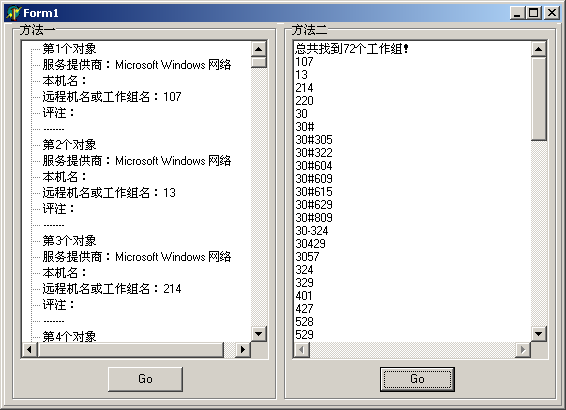 Form1
方法一
第1个对象
服务提供商：Microsoft Windows 网络
本机名：
远程机名或工作组名：107
评注：
-------
第2个对象
服务提供商：Microsoft Windows 网络
本机名：
远程机名或工作组名：13
评注：
-------
第3个对象
服务提供商：Microsoft Windows 网络
本机名：
远程机名或工作组名：214
评注：
-------
第4个对象
Go
方法二
总共找到72个工作组！
107
13
214
220
30
30#
30#305
30#322
30#604
30#609
30#615
30#629
30#809
30-324
30429
3057
324
329
401
427
528
529
Go